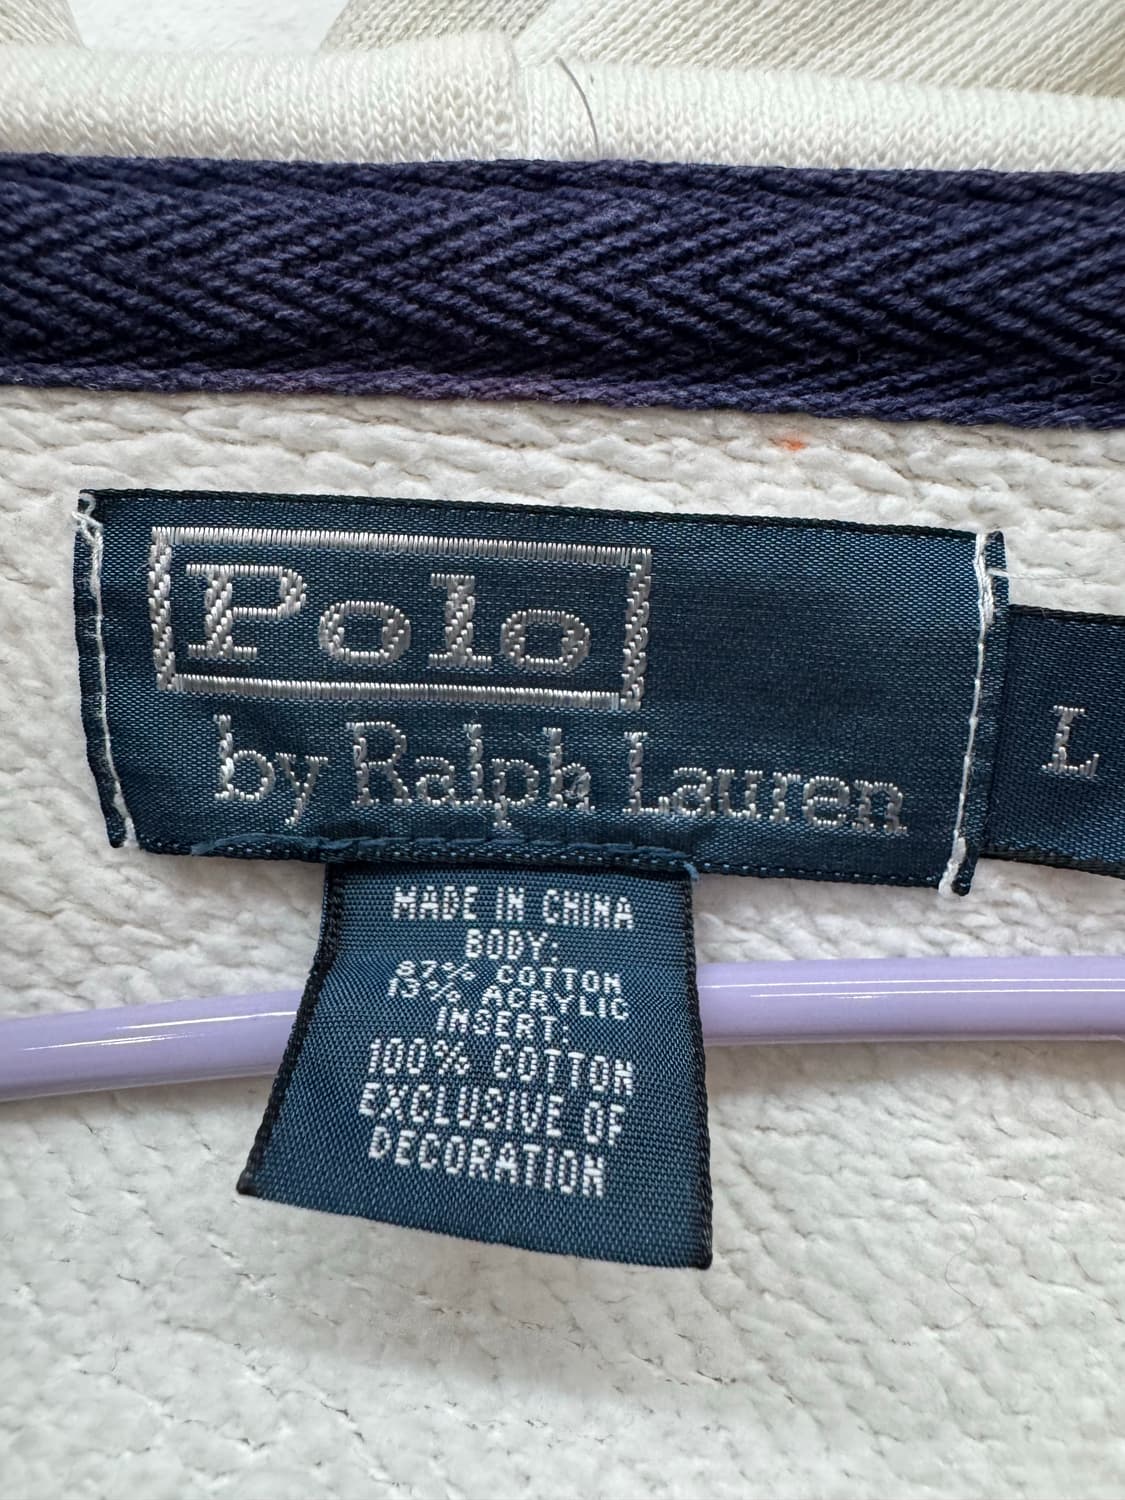 Polo
by Ralph Lauren
L
MADE IN CHINA
BODY:
87% COTTON
13% ACRYLIC
INSERT:
100% COTTON
EXCLUSIVE OF
DECORATION